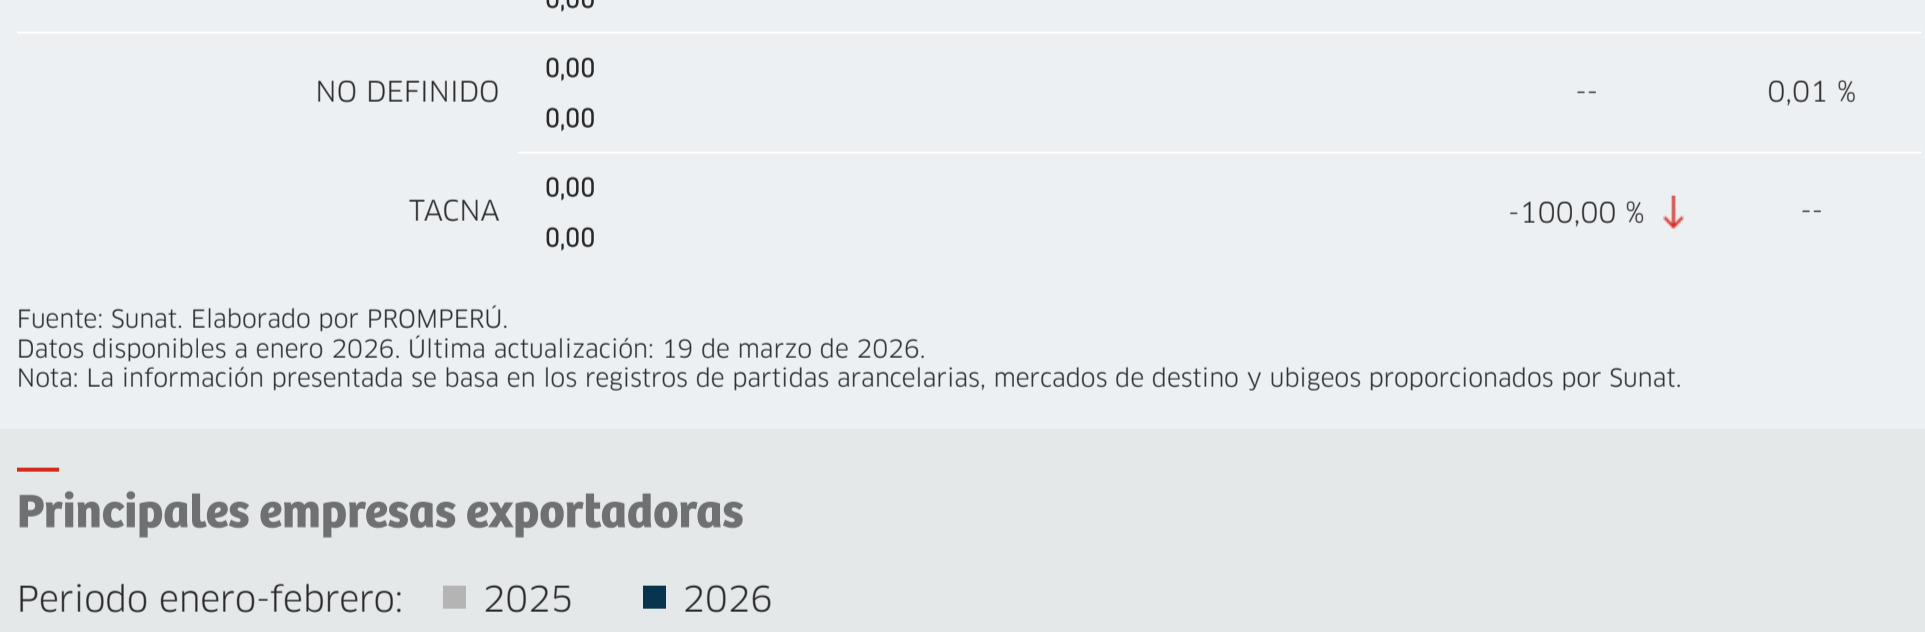 0,00
NO DEFINIDO 0,00 0,00 -- 0,01 %
TACNA 0,00 0,00 -100,00 % ↓ --
Fuente: Sunat. Elaborado por PROMPERÚ.
Datos disponibles a enero 2026. Última actualización: 19 de marzo de 2026.
Nota: La información presentada se basa en los registros de partidas arancelarias, mercados de destino y ubigeos proporcionados por Sunat.
Principales empresas exportadoras
Periodo enero-febrero: 2025 2026